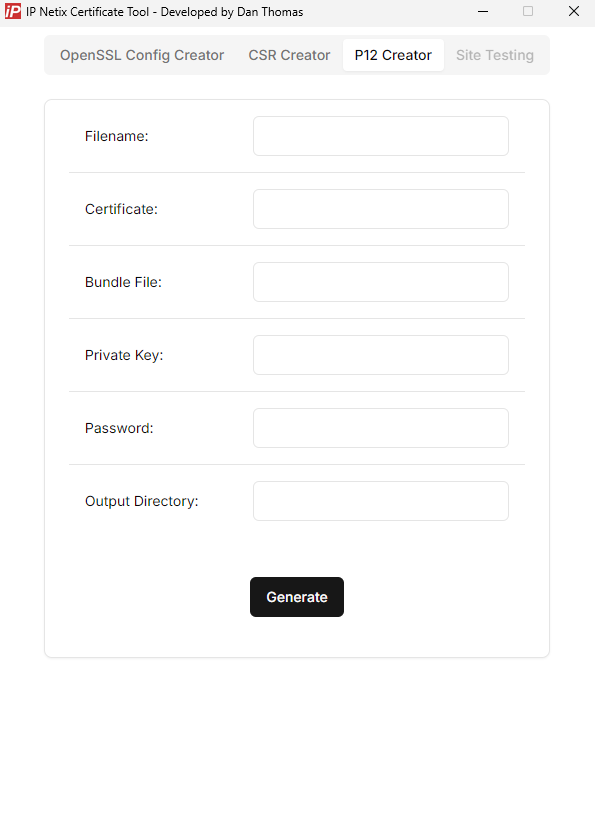 iP IP Netix Certificate Tool - Developed by Dan Thomas
OpenSSL Config Creator CSR Creator P12 Creator Site Testing
Filename:
Certificate:
Bundle File:
Private Key:
Password:
Output Directory:
Generate